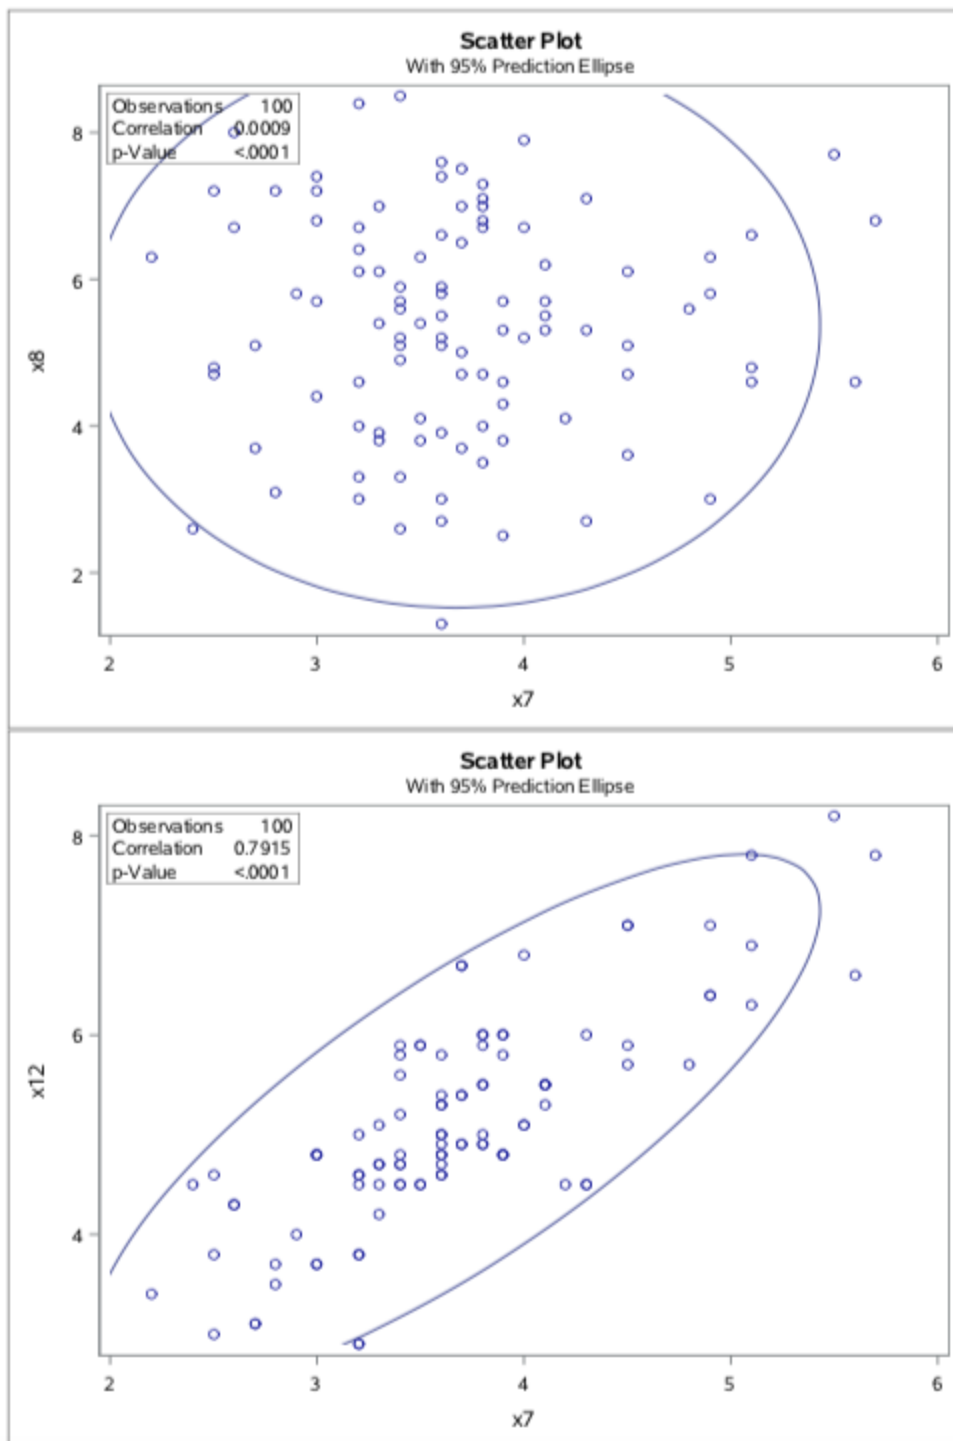 Scatter Plot
With 95% Prediction Ellipse
Observations 100
Correlation 0.0009
p-Value <.0001
8
6
4
2
x8
2 3 4 5 6
x7
Scatter Plot
With 95% Prediction Ellipse
Observations 100
Correlation 0.7915
p-Value <.0001
8
6
4
x12
2 3 4 5 6
x7